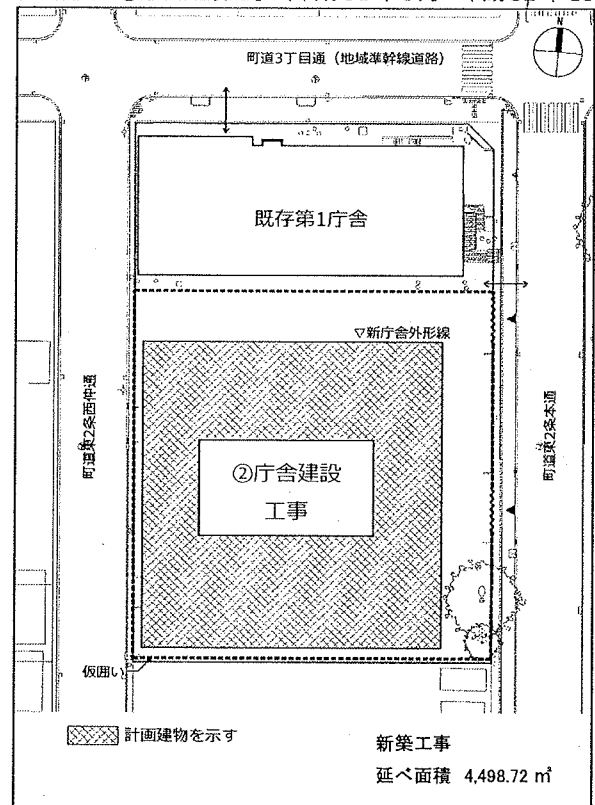 町道3丁目通（地域準幹線道路）
N
既存第1庁舎
▽新庁舎外形線
町道東2条西仲通
町道東2条本通
②庁舎建設
工事
仮囲い
計画建物を示す
新築工事
延べ面積 4,498.72 ㎡